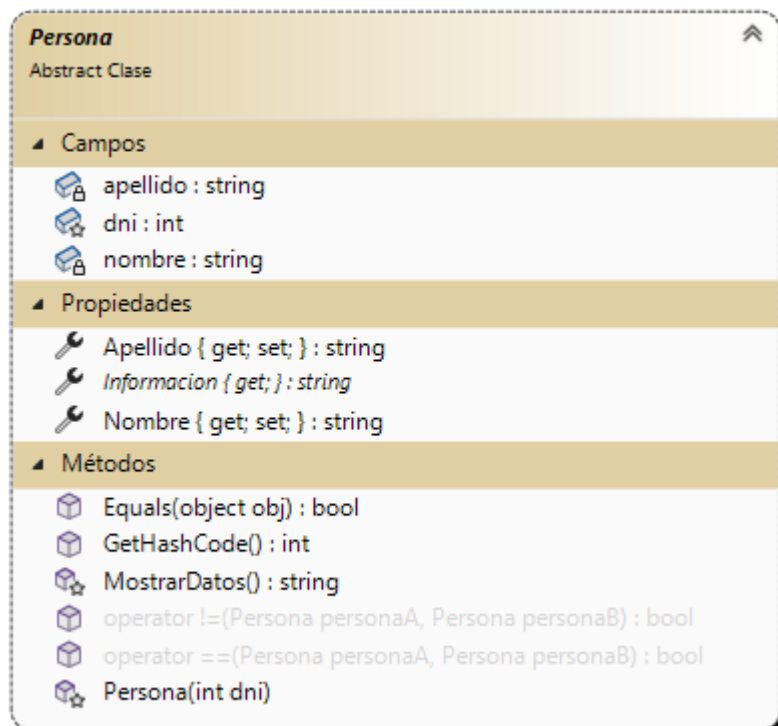 Persona
Abstract Clase
Campos
apellido : string
dni : int
nombre : string
Propiedades
Apellido { get; set; } : string
Informacion { get; } : string
Nombre { get; set; } : string
Métodos
Equals(object obj) : bool
GetHashCode() : int
MostrarDatos() : string
operator !=(Persona personaA, Persona personaB) : bool
operator ==(Persona personaA, Persona personaB) : bool
Persona(int dni)